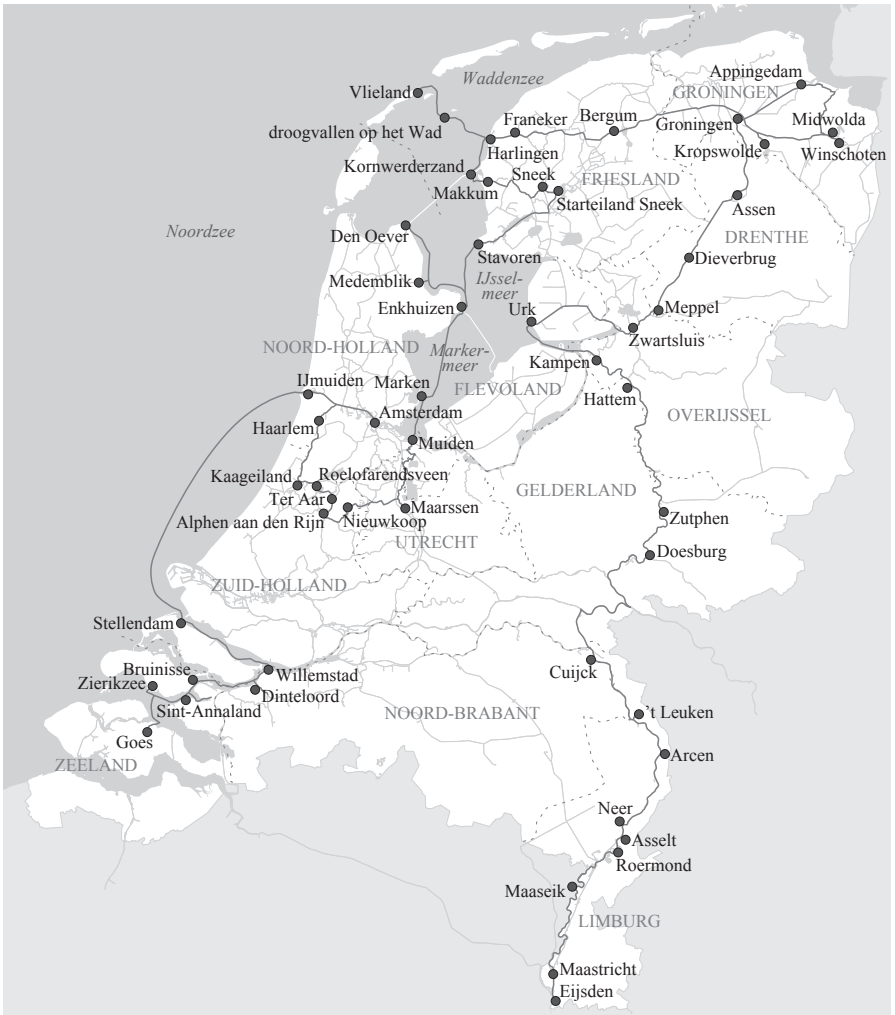 Waddenzee
Vlieland
Appingedam
GRONINGEN
droogvallen op het Wad
Franeker
Bergum
Groningen
Midwolda
Harlingen
Kropswolde
Winschoten
Kornwerderzand
Sneek
FRIESLAND
Makkum
Starteiland Sneek
Assen
Noordzee
Den Oever
DRENTHE
Stavoren
Dieverbrug
Medemblik
IJssel-
meer
Enkhuizen
Urk
Meppel
Zwartsluis
NOORD-HOLLAND
Marker-
meer
Kampen
IJmuiden
Marken
FLEVOLAND
Hattem
Amsterdam
OVERIJSSEL
Haarlem
Muiden
Kaageiland
Roelofarendsveen
GELDERLAND
Ter Aar
Maarssen
Alphen aan den Rijn
Nieuwkoop
Zutphen
UTRECHT
Doesburg
ZUID-HOLLAND
Stellendam
Bruinisse
Willemstad
Cuijck
Zierikzee
Dinteloord
Sint-Annaland
NOORD-BRABANT
't Leuken
Goes
Arcen
ZEELAND
Neer
Asselt
Roermond
Maaseik
LIMBURG
Maastricht
Eijsden